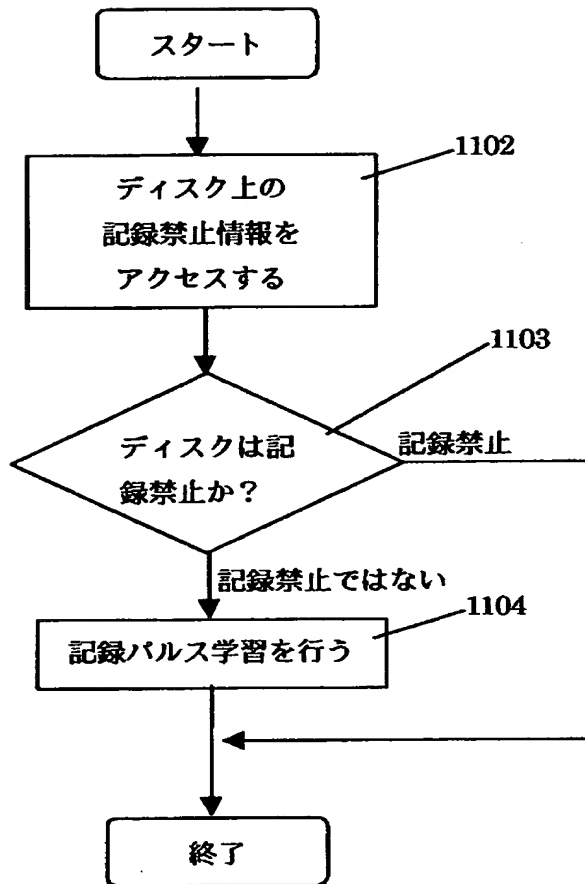 スタート
1102
ディスク上の
記録禁止情報を
アクセスする
1103
ディスクは記
録禁止か？
記録禁止
記録禁止ではない
1104
記録パルス学習を行う
終了